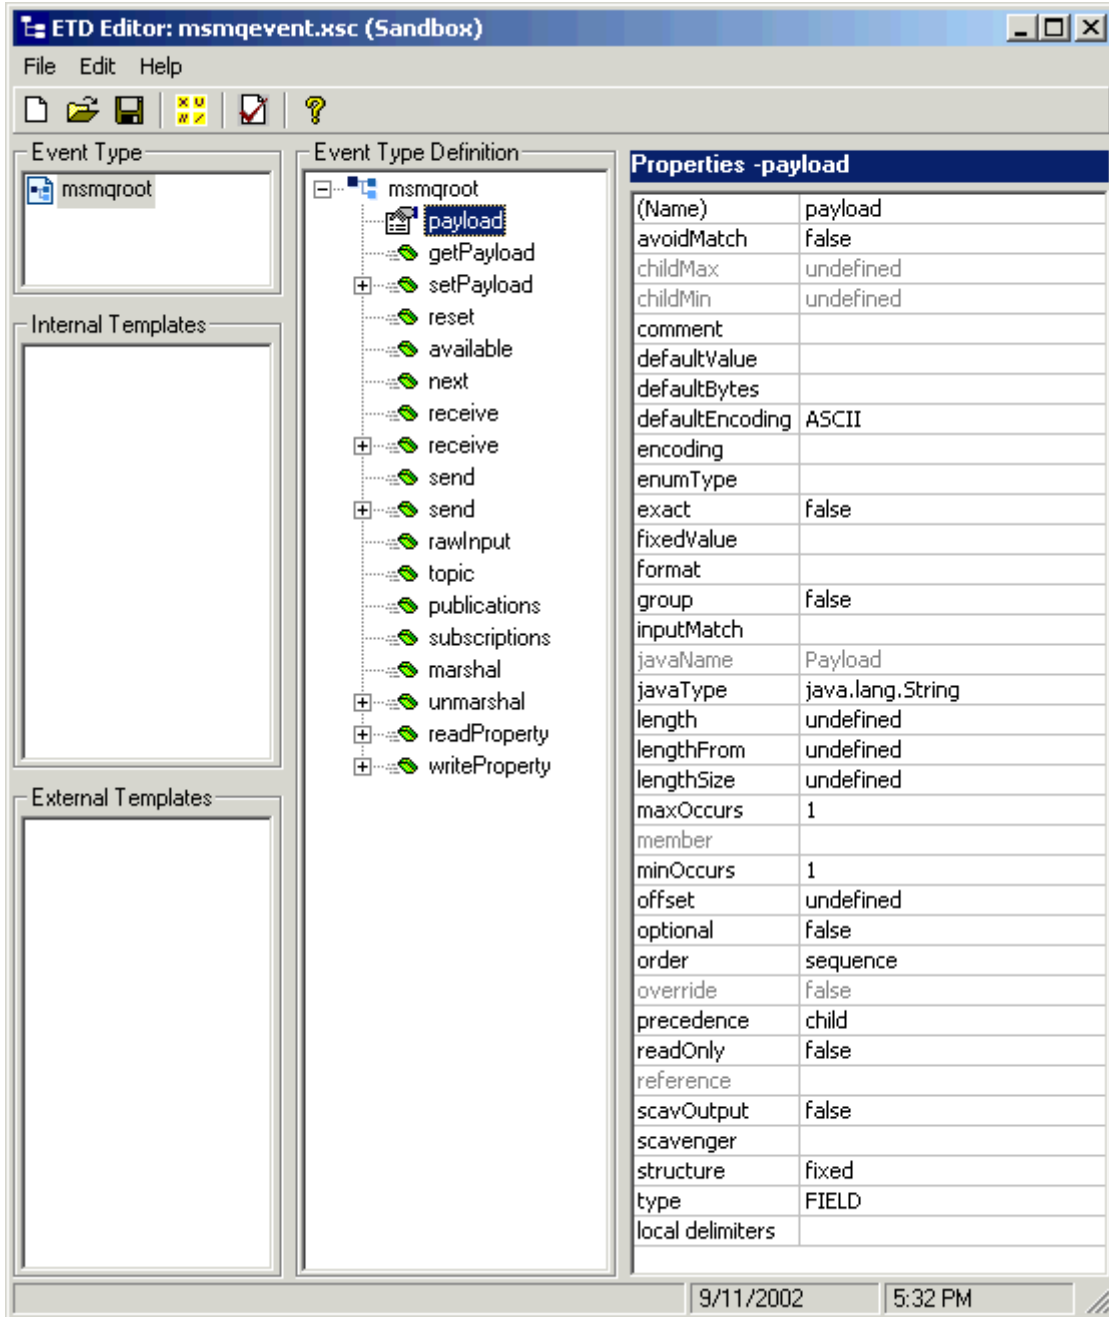 ETD Editor: msmqevent.xsc (Sandbox)
File Edit Help
Event Type
msmqroot
Internal Templates
External Templates
Event Type Definition
msmqroot
payload
getPayload
setPayload
reset
available
next
receive
receive
send
send
rawInput
topic
publications
subscriptions
marshal
unmarshal
readProperty
writeProperty
Properties -payload
(Name) payload
avoidMatch false
childMax undefined
childMin undefined
comment
defaultValue
defaultBytes
defaultEncoding ASCII
encoding
enumType
exact false
fixedValue
format
group false
inputMatch
javaName Payload
javaType java.lang.String
length undefined
lengthFrom undefined
lengthSize undefined
maxOccurs 1
member
minOccurs 1
offset undefined
optional false
order sequence
override false
precedence child
readOnly false
reference
scavOutput false
scavenger
structure fixed
type FIELD
local delimiters
9/11/2002 5:32 PM